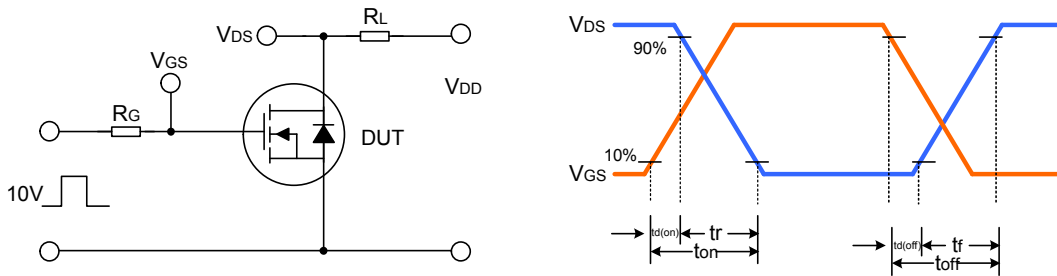 VDS
RL
VGS
VDD
RG
DUT
10V
VDS
90%
10%
VGS
td(on)
tr
ton
td(off)
tf
toff